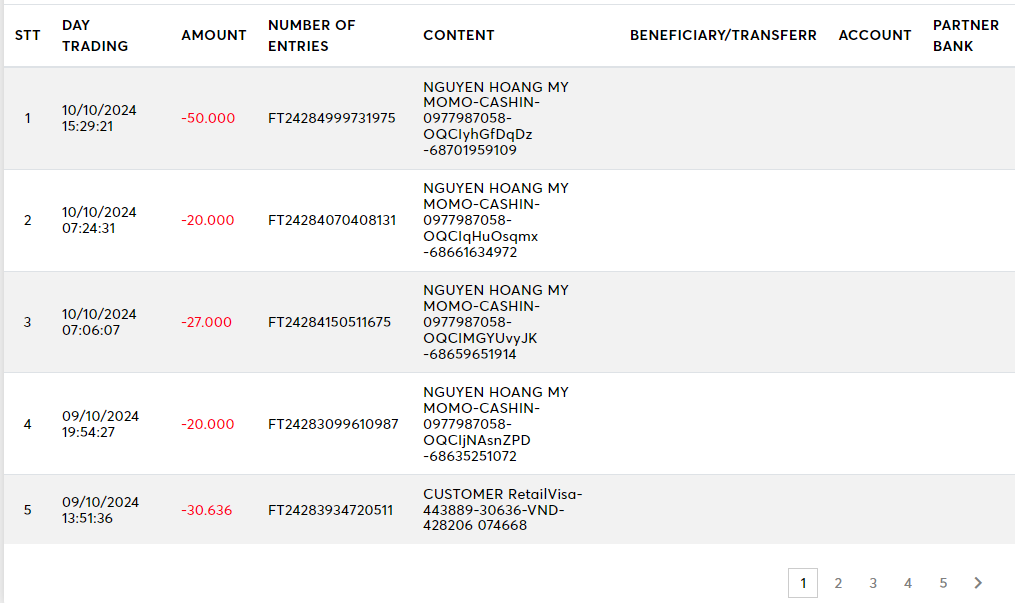 STT DAY TRADING AMOUNT NUMBER OF ENTRIES CONTENT BENEFICIARY/TRANSFERR ACCOUNT PARTNER BANK
1
10/10/2024
15:29:21
-50.000
FT24284999731975
NGUYEN HOANG MY
MOMO-CASHIN-
0977987058-
OQCIyhGfDqDz
-68701959109
2
10/10/2024
07:24:31
-20.000
FT24284070408131
NGUYEN HOANG MY
MOMO-CASHIN-
0977987058-
OQCIqHuOsqmx
-68661634972
3
10/10/2024
07:06:07
-27.000
FT24284150511675
NGUYEN HOANG MY
MOMO-CASHIN-
0977987058-
OQCIMGYUvyJK
-68659651914
4
09/10/2024
19:54:27
-20.000
FT24283099610987
NGUYEN HOANG MY
MOMO-CASHIN-
0977987058-
OQCIjNAsnZPD
-68635251072
5
09/10/2024
13:51:36
-30.636
FT24283934720511
CUSTOMER RetailVisa-
443889-30636-VND-
428206 074668
1 2 3 4 5 >